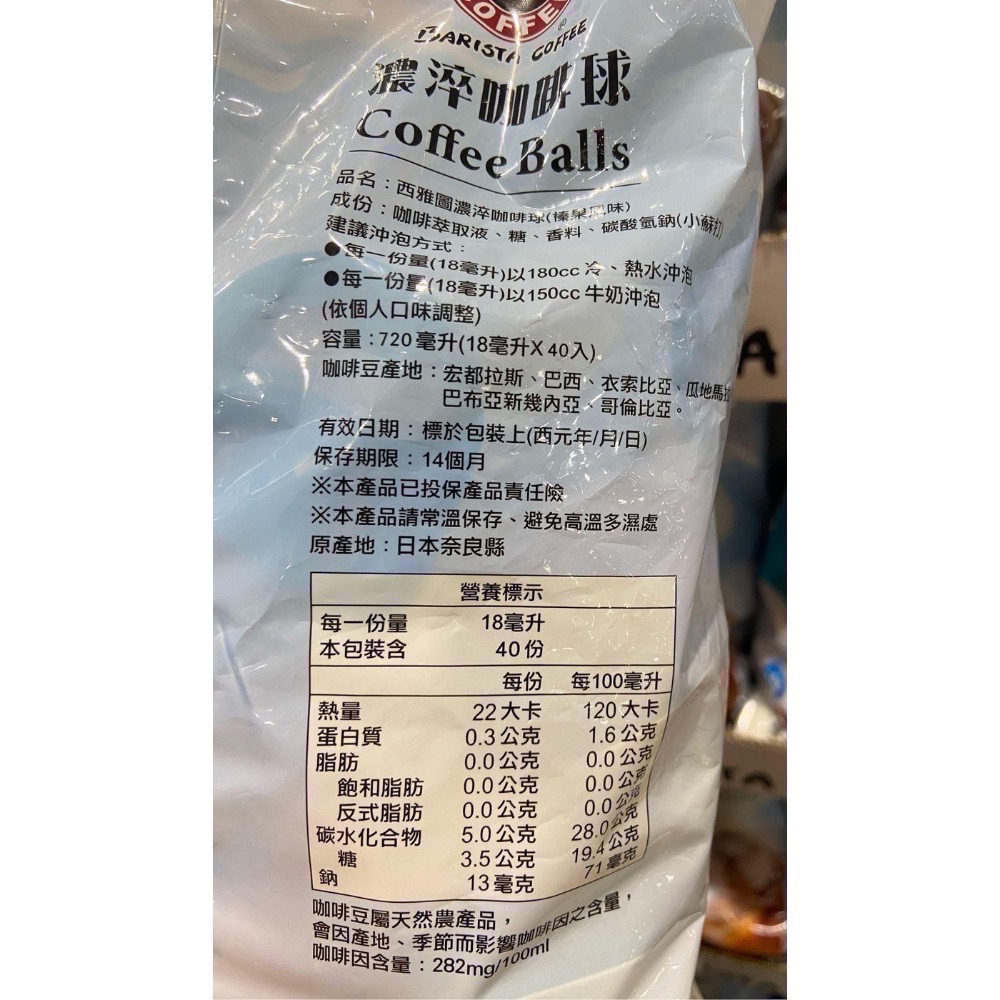 COFFEE
BARISTA COFFEE®
濃淬咖啡球
Coffee Balls
品名：西雅圖濃淬咖啡球(榛果風味)
成份：咖啡萃取液、糖、香料、碳酸氫鈉(小蘇打)
建議沖泡方式：
●每一份量(18毫升)以180cc 冷、熱水沖泡
●每一份量(18毫升)以150cc 牛奶沖泡
(依個人口味調整)
容量：720毫升(18毫升X 40入)
咖啡豆產地：宏都拉斯、巴西、衣索比亞、瓜地馬拉
巴布亞新幾內亞、哥倫比亞。
有效日期：標於包裝上(西元年/月/日)
保存期限：14個月
※本產品已投保產品責任險
※本產品請常溫保存、避免高溫多濕處
原產地：日本奈良縣
營養標示
每一份量 18毫升
本包裝含 40份
每份 每100毫升
熱量 22大卡 120大卡
蛋白質 0.3公克 1.6公克
脂肪 0.0公克 0.0公克
飽和脂肪 0.0公克 0.0公克
反式脂肪 0.0公克 0.0公克
碳水化合物 5.0公克 28.0公克
糖 3.5公克 19.4公克
鈉 13毫克 71毫克
咖啡豆屬天然農產品，
會因產地、季節而影響咖啡因之含量，
咖啡因含量：282mg/100ml